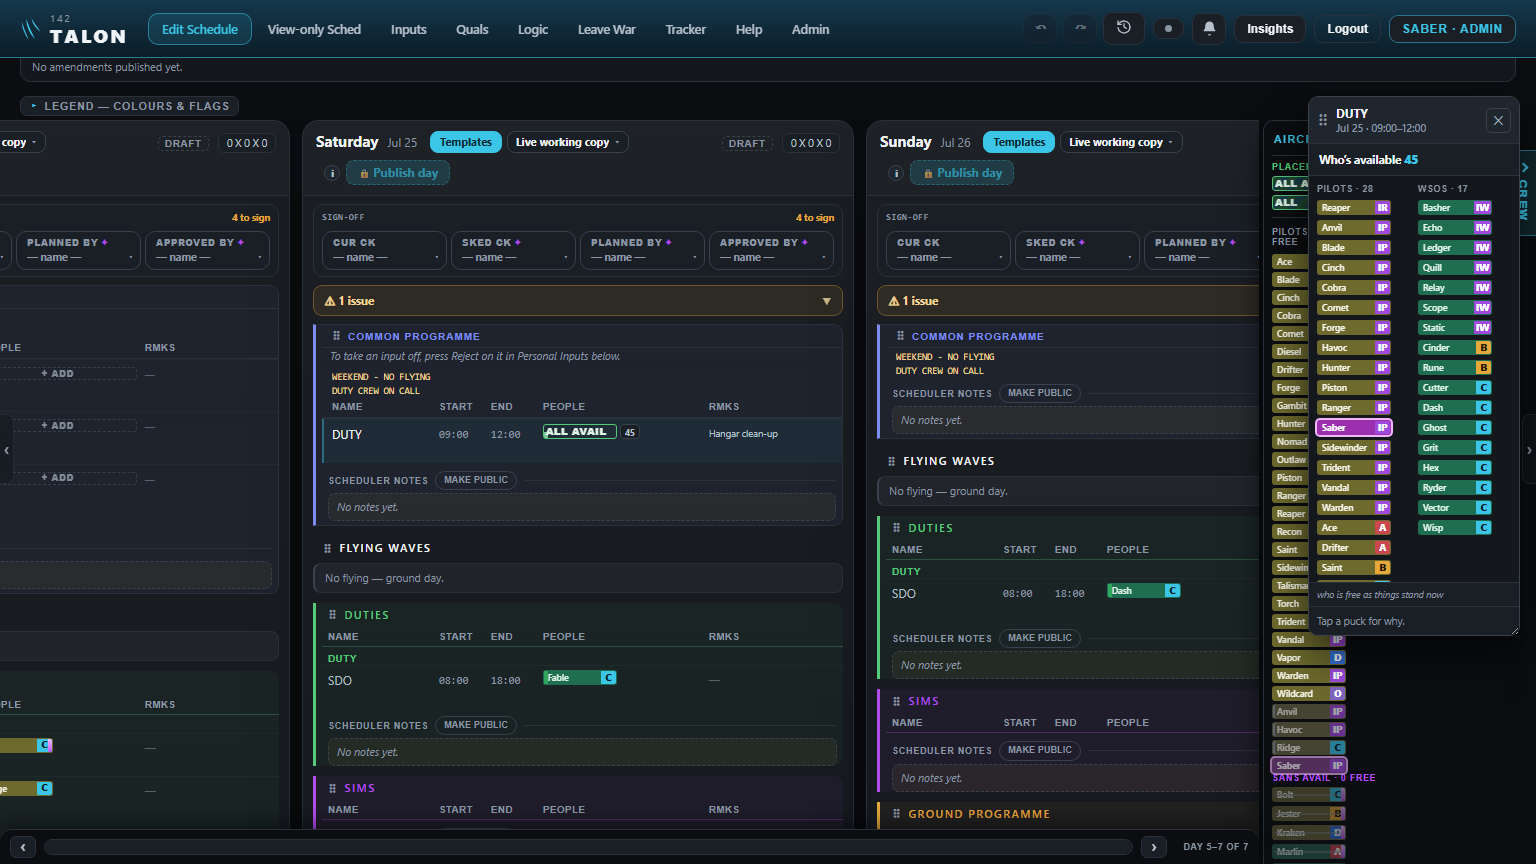 142
TALON
Edit Schedule
View-only Sched
Inputs
Quals
Logic
Leave War
Tracker
Help
Admin
Insights
Logout
SABER · ADMIN
No amendments published yet.
LEGEND — COLOURS & FLAGS
copy
DRAFT
0X0X0
4 to sign
PLANNED BY
— name —
APPROVED BY
— name —
RMKS
+ ADD
—
+ ADD
—
+ ADD
—
RMKS
C
—
C
—
Saturday Jul 25
Templates
Live working copy
DRAFT
0X0X0
i
Publish day
SIGN-OFF
4 to sign
CUR CK
— name —
SKED CK
— name —
PLANNED BY
— name —
APPROVED BY
— name —
1 issue
COMMON PROGRAMME
To take an input off, press Reject on it in Personal Inputs below.
WEEKEND - NO FLYING
DUTY CREW ON CALL
NAME START END PEOPLE RMKS
DUTY 09:00 12:00 ALL AVAIL 45 Hangar clean-up
SCHEDULER NOTES MAKE PUBLIC
No notes yet.
FLYING WAVES
No flying — ground day.
DUTIES
NAME START END PEOPLE RMKS
DUTY
SDO 08:00 18:00 Fable C —
SCHEDULER NOTES MAKE PUBLIC
No notes yet.
SIMS
NAME START END PEOPLE RMKS
Sunday Jul 26
Templates
Live working copy
i
Publish day
SIGN-OFF
CUR CK
— name —
SKED CK
— name —
PLANNED BY
— name —
1 issue
COMMON PROGRAMME
WEEKEND - NO FLYING
DUTY CREW ON CALL
SCHEDULER NOTES MAKE PUBLIC
No notes yet.
FLYING WAVES
No flying — ground day.
DUTIES
NAME START END PEOPLE
DUTY
SDO 08:00 18:00 Dash C
SCHEDULER NOTES MAKE PUBLIC
No notes yet.
SIMS
NAME START END PEOPLE
SCHEDULER NOTES MAKE PUBLIC
No notes yet.
GROUND PROGRAMME
ALL
PILOTS
FREE
Ace
Blade
Cinch
Cobra
Comet
Diesel
Drifter
Forge
Gambit
Hunter
Nomad
Outlaw
Piston
Ranger
Reaper
Recon
Saint
Sidewin
Talisma
Torch
Trident
Vandal IP
Vapor D
Warden IP
Wildcard O
Anvil IP
Havoc IP
Ridge C
Saber IP
SANS AVAIL · 0 FREE
Bolt C
Jester B
Kraken D
Marlin A
DUTY
Jul 25 · 09:00–12:00
Who's available 45
PILOTS · 28
Reaper IR
Anvil IP
Blade IP
Cinch IP
Cobra IP
Comet IP
Forge IP
Havoc IP
Hunter IP
Piston IP
Ranger IP
Saber IP
Sidewinder IP
Trident IP
Vandal IP
Warden IP
Ace A
Drifter A
Saint B
WSOS · 17
Basher IW
Echo IW
Ledger IW
Quill IW
Relay IW
Scope IW
Static IW
Cinder B
Rune B
Cutter C
Dash C
Ghost C
Grit C
Hex C
Ryder C
Vector C
Wisp C
who is free as things stand now
Tap a puck for why.
CREW
DAY 5–7 OF 7